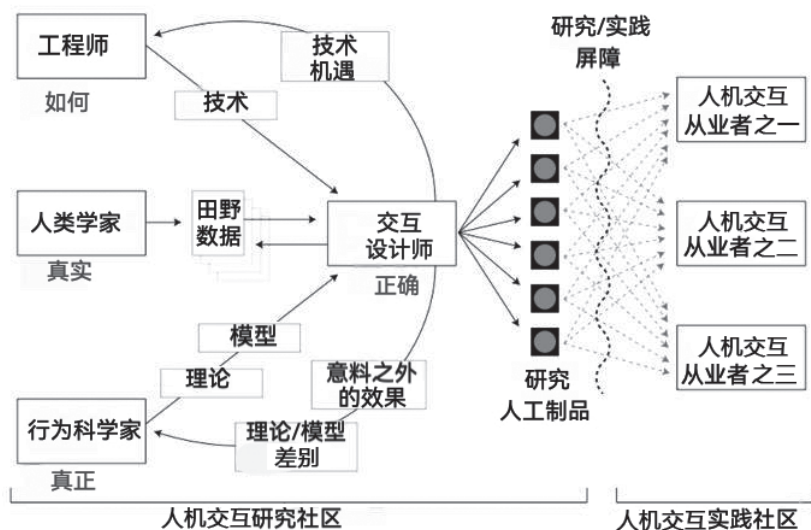 工程师
如何
技术
机遇
技术
研究/实践
屏障
人机交互
从业者之一
人类学家
真实
田野
数据
交互
设计师
正确
人机交互
从业者之二
模型
理论
意料之外
的效果
研究
人工制品
人机交互
从业者之三
行为科学家
真正
理论/模型
差别
人机交互研究社区
人机交互实践社区